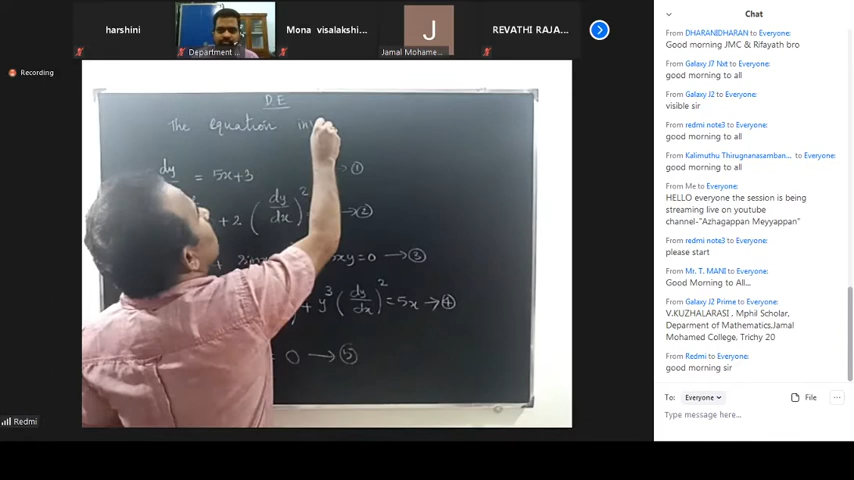 harshini
Department ...
Mona visalakshi...
J
Jamal Mohame...
REVATHI RAJA...
Recording
D.E
The equation in
dy = 5x+3 → ①
+ 2 (dy/dx)² → ②
+ y=0 → ③
+ y³ (dy/dx)² = 5x → ④
= 0 → ⑤
Redmi
Chat
From DHARANIDHARAN to Everyone:
Good morning JMC & Rifayath bro
From Galaxy J7 Nxt to Everyone:
good morning to all
From Galaxy J2 to Everyone:
visible sir
From redmi note3 to Everyone:
good morning to all
From Kalimuthu Thirugnanasamban... to Everyone:
good morning to all
From Me to Everyone:
HELLO everyone the session is being
streaming live on youtube
channel-"Azhagappan Meyyappan"
From redmi note3 to Everyone:
please start
From Mr. T. MANI to Everyone:
Good Morning to All...
From Galaxy J2 Prime to Everyone:
V.KUZHALARASI , Mphil Scholar,
Deparment of Mathematics,Jamal
Mohamed College, Trichy 20
From Redmi to Everyone:
good morning sir
To: Everyone File ...
Type message here...